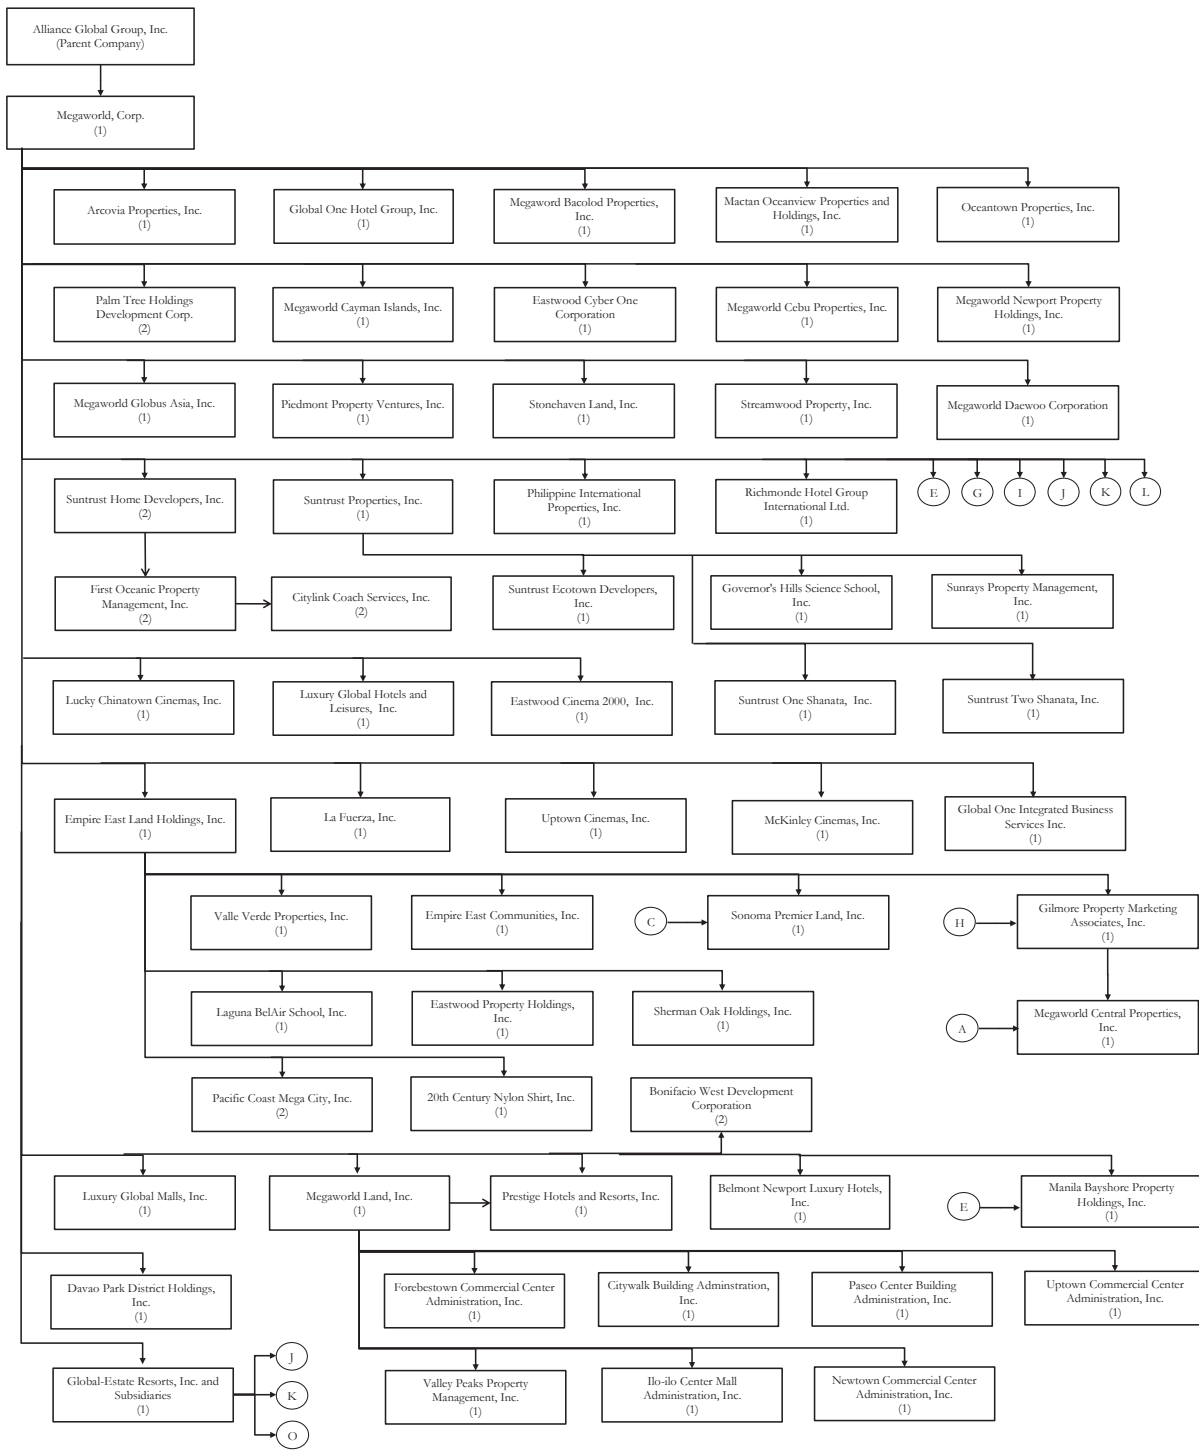 Alliance Global Group, Inc.
(Parent Company)
Megaworld, Corp.
(1)
Arcovia Properties, Inc.
(1)
Global One Hotel Group, Inc.
(1)
Megaword Bacolod Properties,
Inc.
(1)
Mactan Oceanview Properties and
Holdings, Inc.
(1)
Oceantown Properties, Inc.
(1)
Palm Tree Holdings
Development Corp.
(2)
Megaworld Cayman Islands, Inc.
(1)
Eastwood Cyber One
Corporation
(1)
Megaworld Cebu Properties, Inc.
(1)
Megaworld Newport Property
Holdings, Inc.
(1)
Megaworld Globus Asia, Inc.
(1)
Piedmont Property Ventures, Inc.
(1)
Stonehaven Land, Inc.
(1)
Streamwood Property, Inc.
(1)
Megaworld Daewoo Corporation
(1)
Suntrust Home Developers, Inc.
(2)
Suntrust Properties, Inc.
(1)
Philippine International
Properties, Inc.
(1)
Richmonde Hotel Group
International Ltd.
(1)
E
G
I
J
K
L
First Oceanic Property
Management, Inc.
(2)
Citylink Coach Services, Inc.
(2)
Suntrust Ecotown Developers,
Inc.
(1)
Governor's Hills Science School,
Inc.
(1)
Sunrays Property Management,
Inc.
(1)
Lucky Chinatown Cinemas, Inc.
(1)
Luxury Global Hotels and
Leisures, Inc.
(1)
Eastwood Cinema 2000, Inc.
(1)
Suntrust One Shanata, Inc.
(1)
Suntrust Two Shanata, Inc.
(1)
Empire East Land Holdings, Inc.
(1)
La Fuerza, Inc.
(1)
Uptown Cinemas, Inc.
(1)
McKinley Cinemas, Inc.
(1)
Global One Integrated Business
Services Inc.
(1)
Valle Verde Properties, Inc.
(1)
Empire East Communities, Inc.
(1)
C
Sonoma Premier Land, Inc.
(1)
H
Gilmore Property Marketing
Associates, Inc.
(1)
Laguna BelAir School, Inc.
(1)
Eastwood Property Holdings,
Inc.
(1)
Sherman Oak Holdings, Inc.
(1)
A
Megaworld Central Properties,
Inc.
(1)
Pacific Coast Mega City, Inc.
(2)
20th Century Nylon Shirt, Inc.
(1)
Bonifacio West Development
Corporation
(2)
Luxury Global Malls, Inc.
(1)
Megaworld Land, Inc.
(1)
Prestige Hotels and Resorts, Inc.
(1)
Belmont Newport Luxury Hotels,
Inc.
(1)
E
Manila Bayshore Property
Holdings, Inc.
(1)
Davao Park District Holdings,
Inc.
(1)
Forebestown Commercial Center
Administration, Inc.
(1)
Citywalk Building Adminstration,
Inc.
(1)
Paseo Center Building
Administration, Inc.
(1)
Uptown Commercial Center
Administration, Inc.
(1)
Global-Estate Resorts, Inc. and
Subsidiaries
(1)
J
K
O
Valley Peaks Property
Management, Inc.
(1)
Ilo-ilo Center Mall
Administration, Inc.
(1)
Newtown Commercial Center
Administration, Inc.
(1)